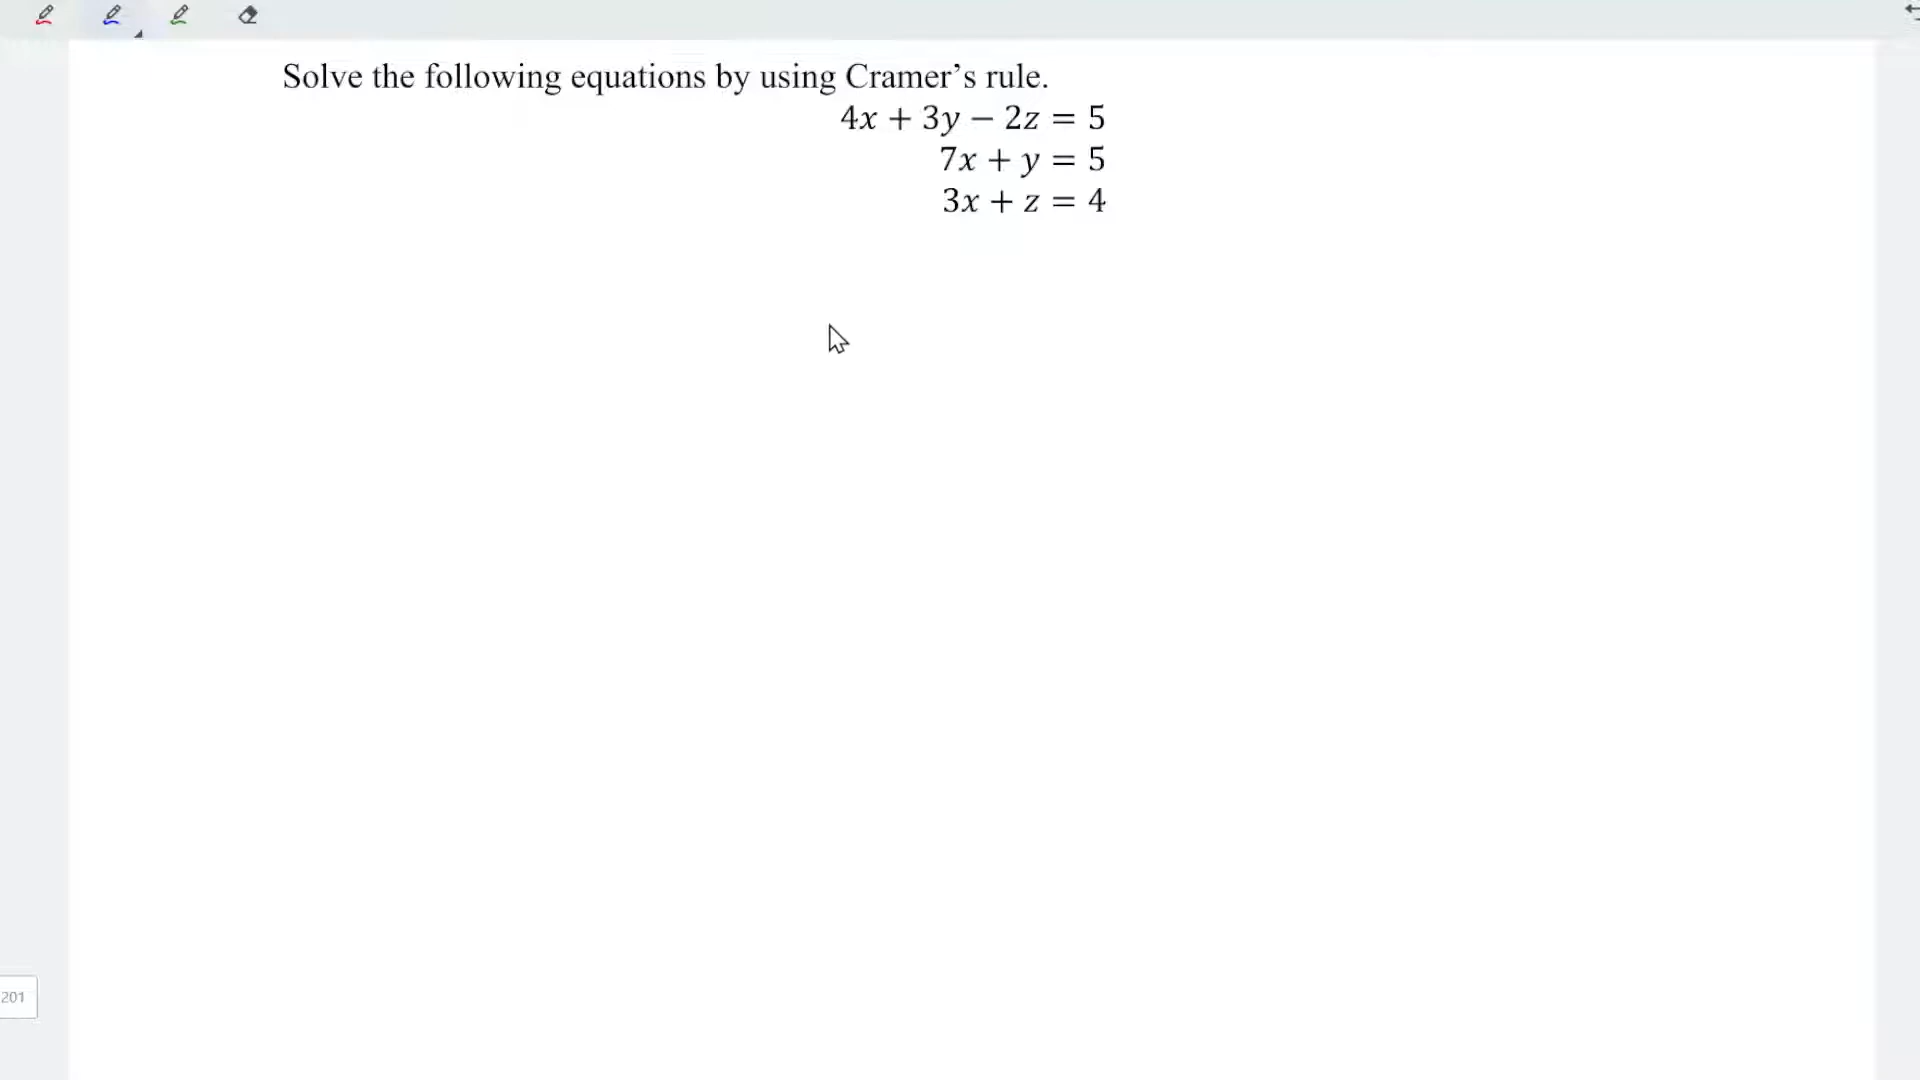 Solve the following equations by using Cramer’s rule.
4x + 3y − 2z = 5
7x + y = 5
3x + z = 4
201